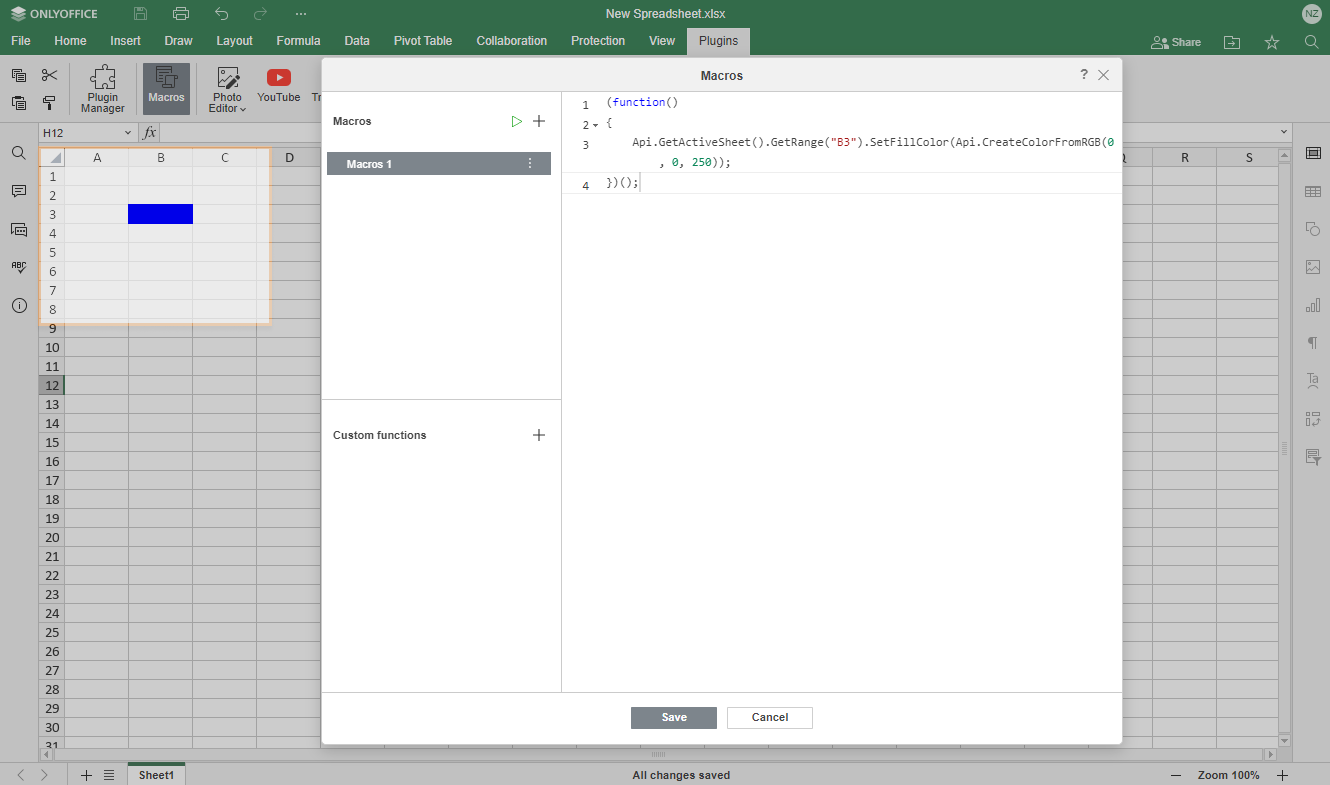 ONLYOFFICE
New Spreadsheet.xlsx
NZ
File Home Insert Draw Layout Formula Data Pivot Table Collaboration Protection View Plugins
Share
Plugin
Manager
Macros
Photo
Editor
YouTube
Macros
?
H12
fx
Macros
Macros 1
1 (function()
2 {
3 Api.GetActiveSheet().GetRange("B3").SetFillColor(Api.CreateColorFromRGB(0
, 0, 250));
4 })();
A B C D R S
1
2
3
4
5
6
7
8
9
10
11
12
13
14
15
16
17
18
19
20
21
22
23
24
25
26
27
28
29
30
31
ABC
Ta
Custom functions
Save Cancel
Sheet1
All changes saved
Zoom 100%